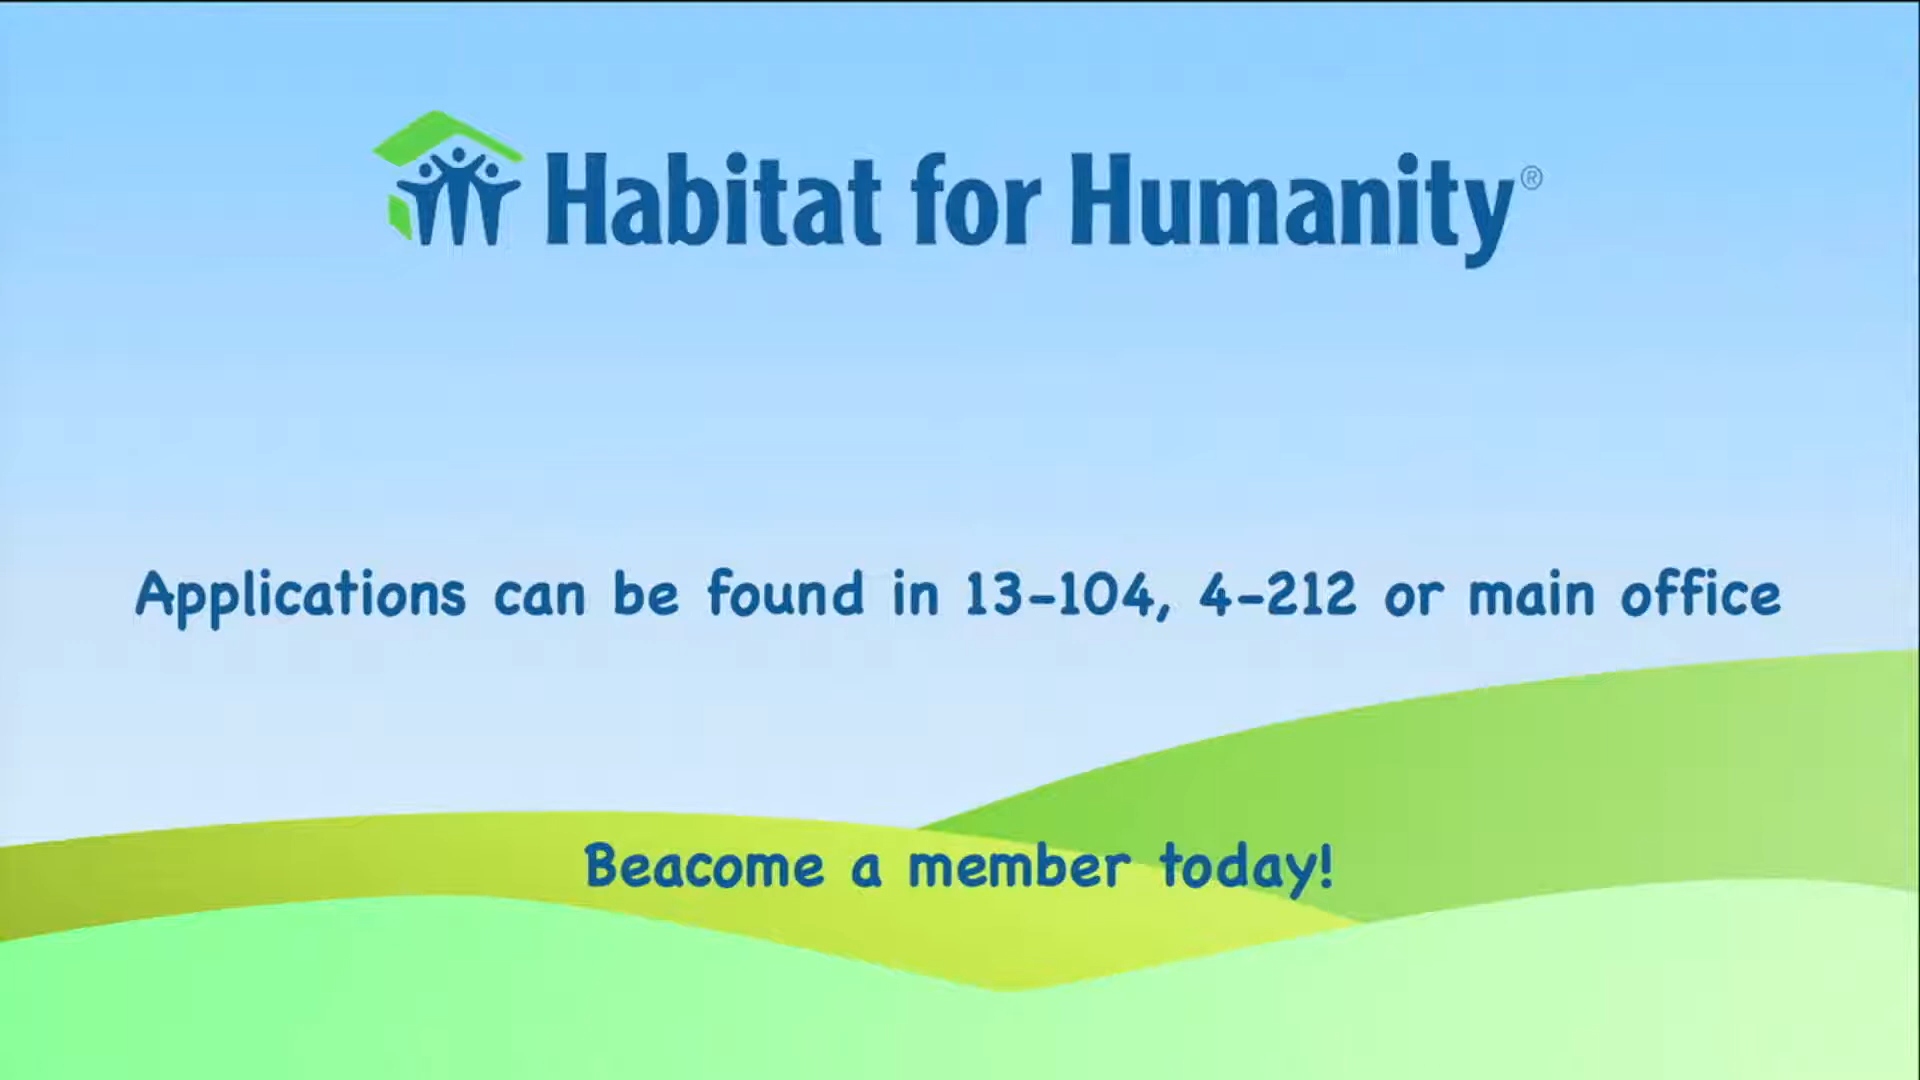 Habitat for Humanity®
Applications can be found in 13-104, 4-212 or main office
Beacome a member today!